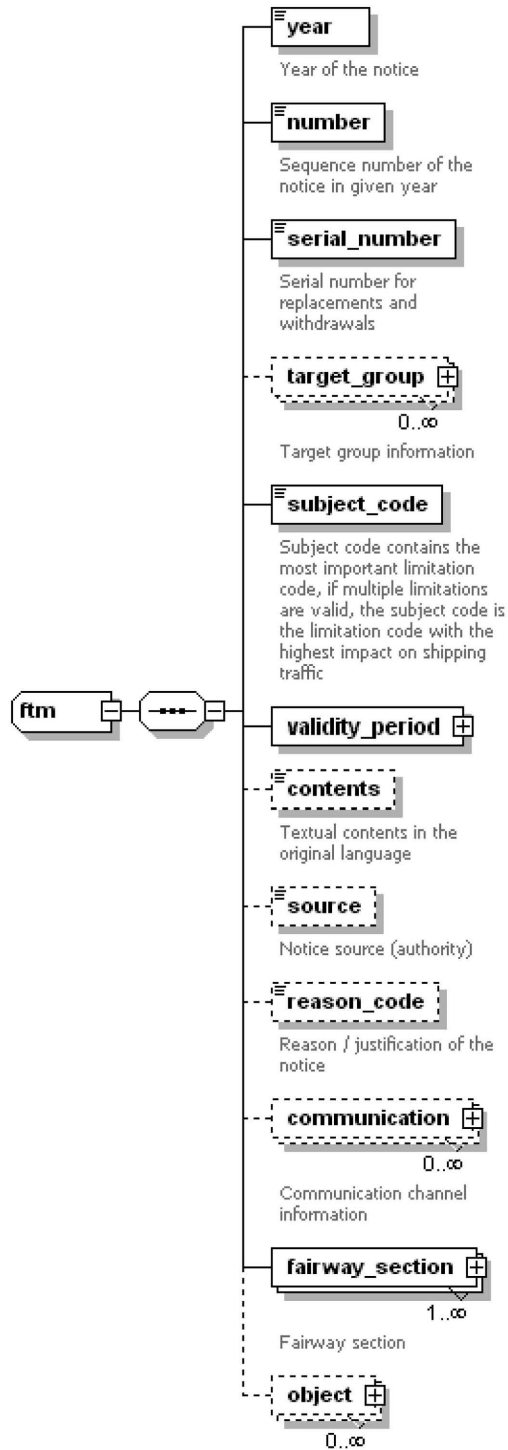 year
Year of the notice
number
Sequence number of the
notice in given year
serial_number
Serial number for
replacements and
withdrawals
target_group
0..∞
Target group information
subject_code
Subject code contains the
most important limitation
code, if multiple limitations
are valid, the subject code is
the limitation code with the
highest impact on shipping
traffic
ftm
validity_period
contents
Textual contents in the
original language
source
Notice source (authority)
reason_code
Reason / justification of the
notice
communication
0..∞
Communication channel
information
fairway_section
1..∞
Fairway section
object
0..∞